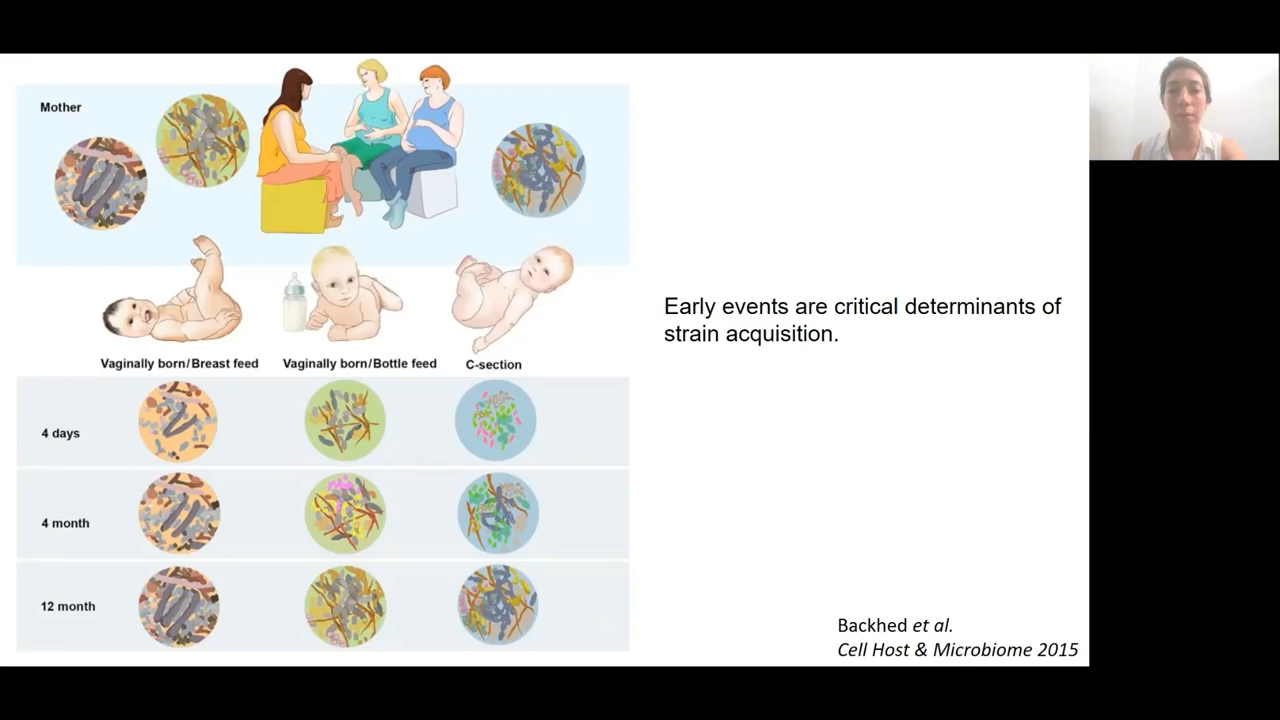 Mother
Vaginally born/Breast feed
Vaginally born/Bottle feed
C-section
4 days
4 month
12 month
Early events are critical determinants of
strain acquisition.
Backhed et al.
Cell Host & Microbiome 2015